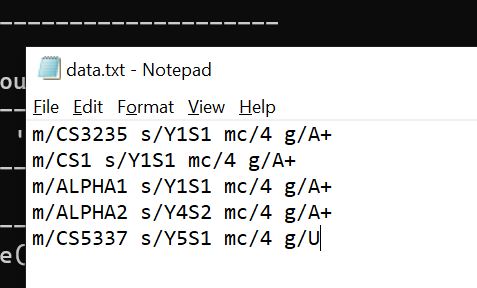 ou
data.txt - Notepad
File Edit Format View Help
m/CS3235 s/Y1S1 mc/4 g/A+
m/CS1 s/Y1S1 mc/4 g/A+
m/ALPHA1 s/Y1S1 mc/4 g/A+
m/ALPHA2 s/Y4S2 mc/4 g/A+
m/CS5337 s/Y5S1 mc/4 g/U
e(